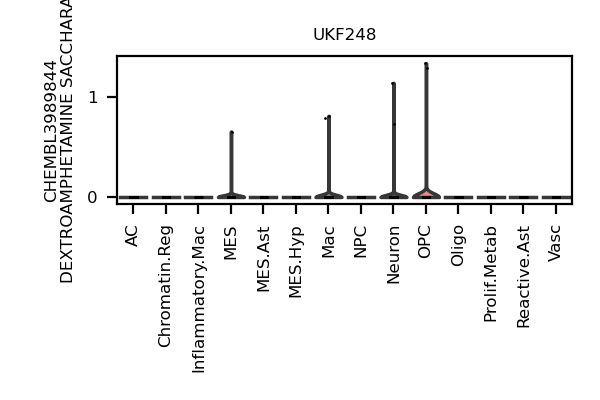 UKF248
CHEMBL3989844
DEXTROAMPHETAMINE SACCHARA
1
0
AC
Chromatin.Reg
Inflammatory.Mac
MES
MES.Ast
MES.Hyp
Mac
NPC
Neuron
OPC
Oligo
Prolif.Metab
Reactive.Ast
Vasc